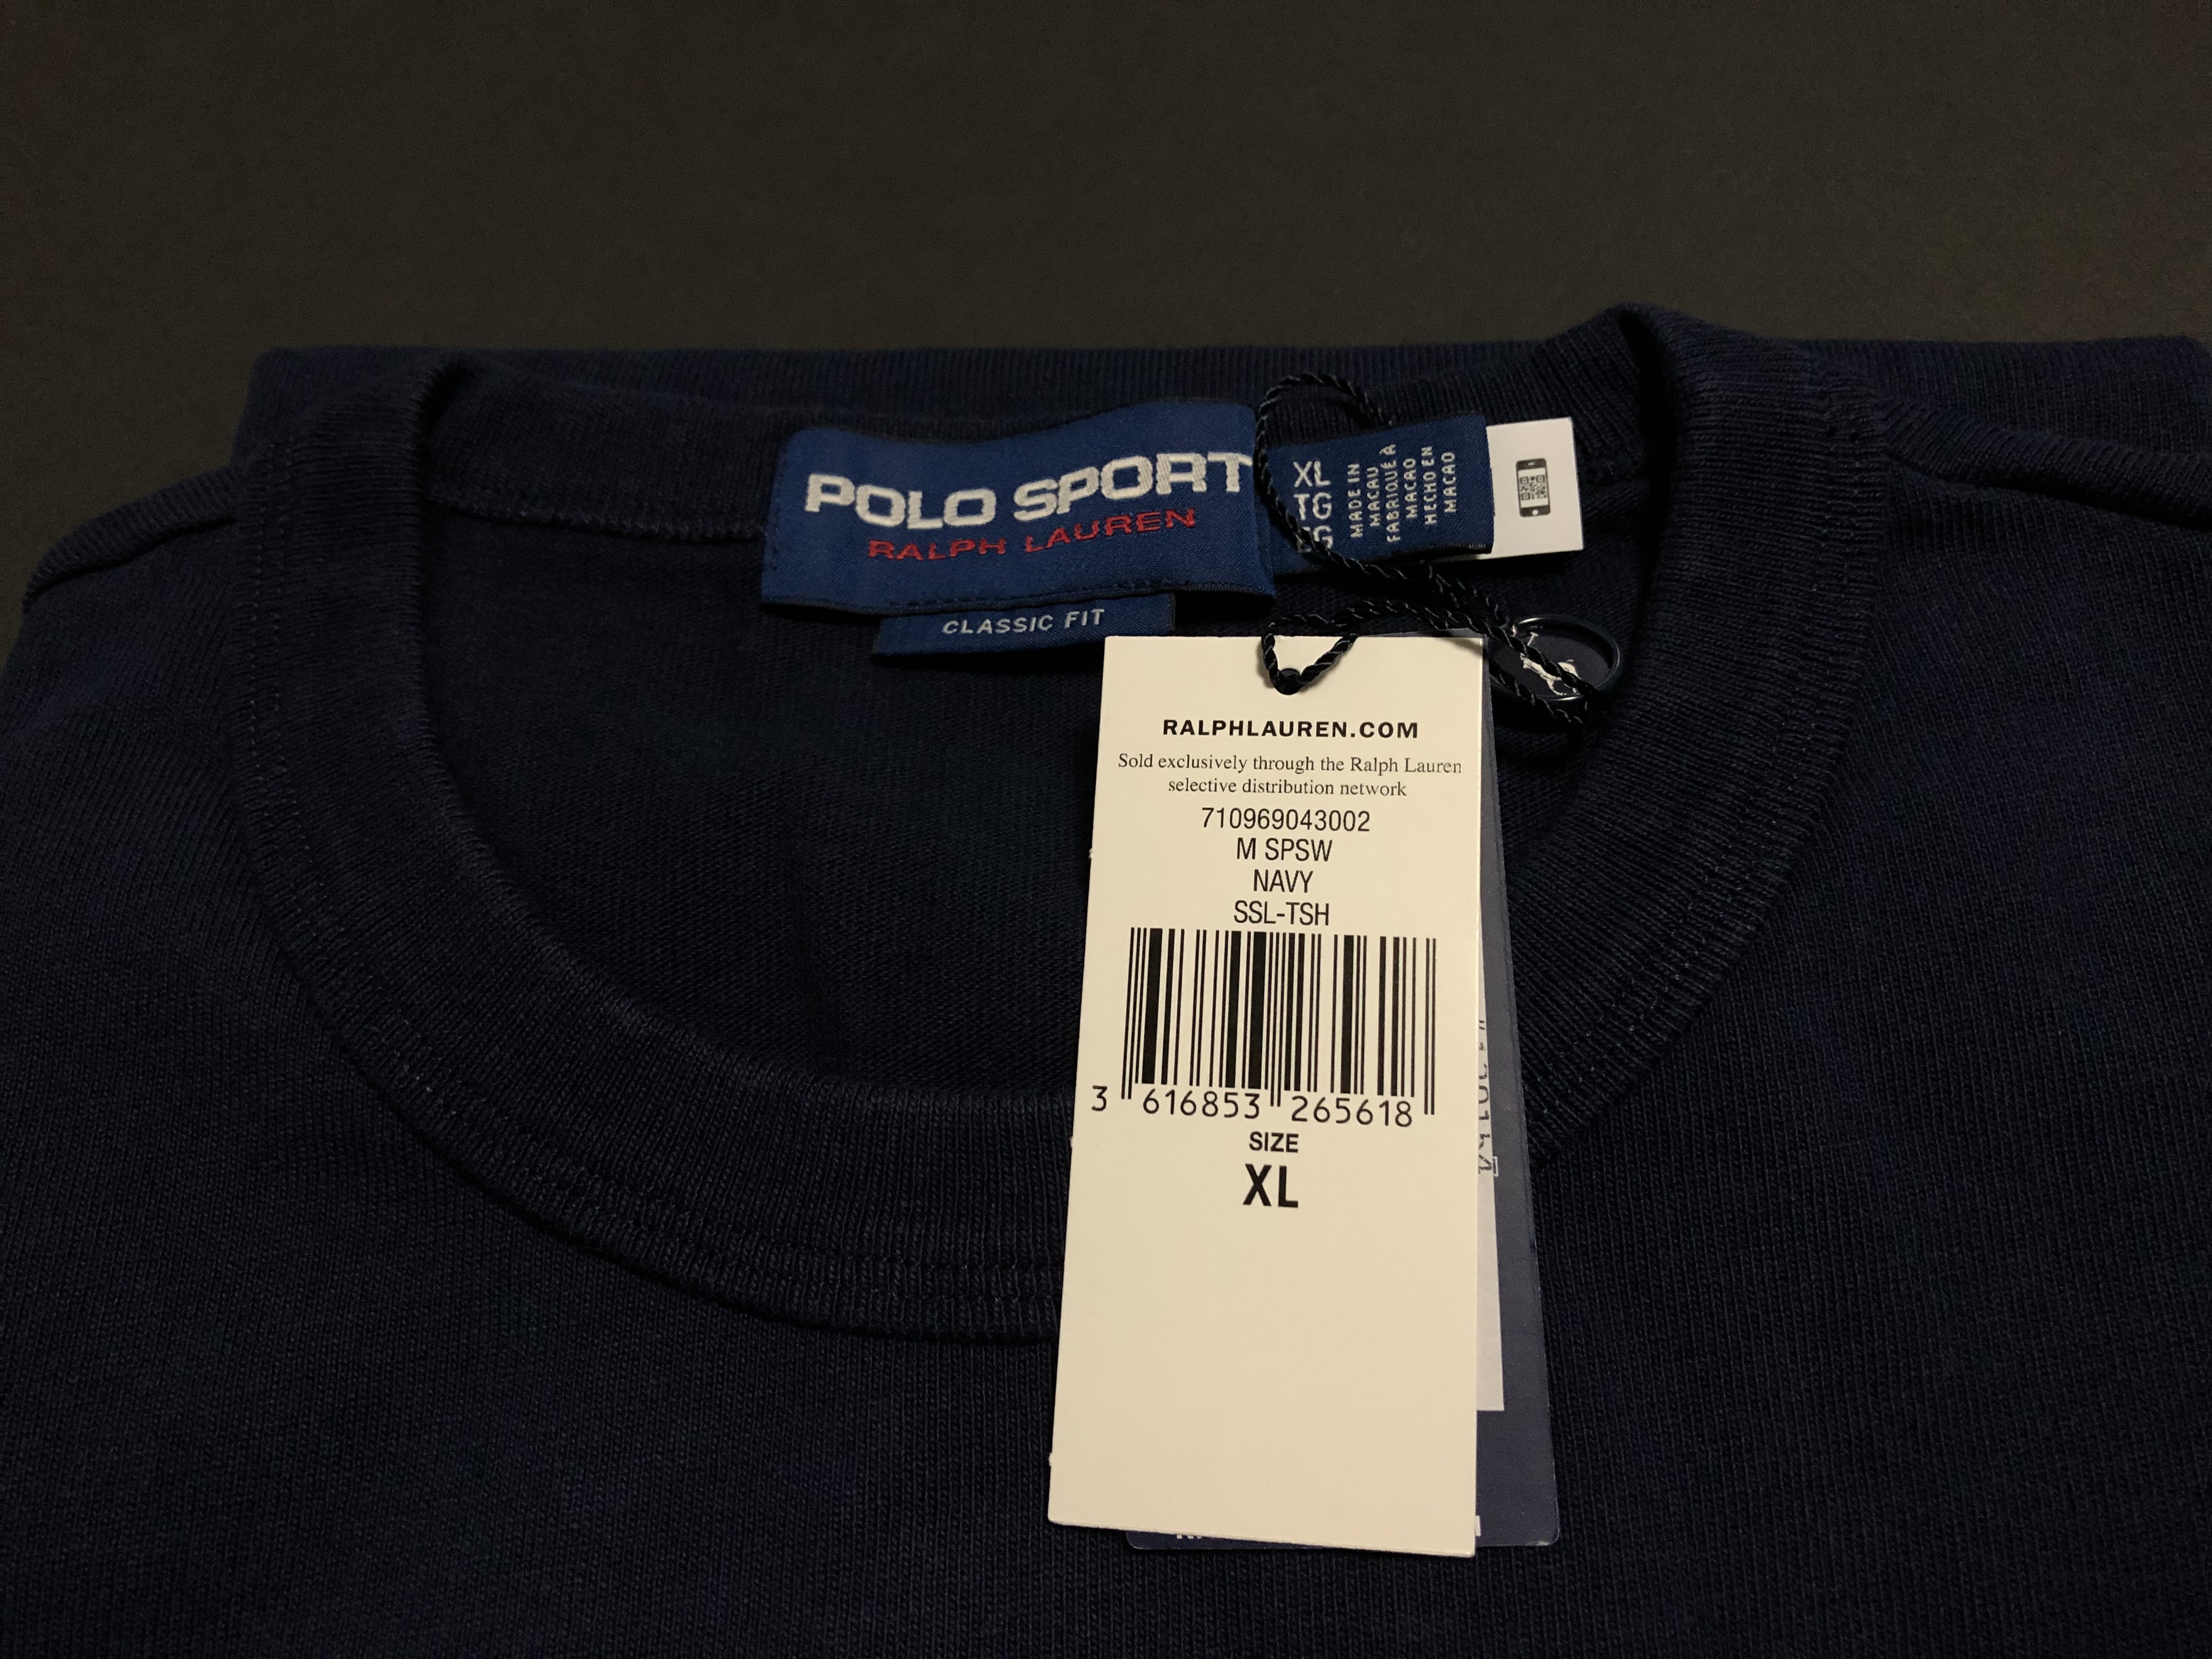 POLO SPORT
RALPH LAUREN
CLASSIC FIT
XL
TG
MADE IN
MACAU
FABRIQUÉ À
MACAO
HECHO EN
MACAO
RALPHLAUREN.COM
Sold exclusively through the Ralph Lauren
selective distribution network
710969043002
M SPSW
NAVY
SSL-TSH
3 616853 265618
SIZE
XL